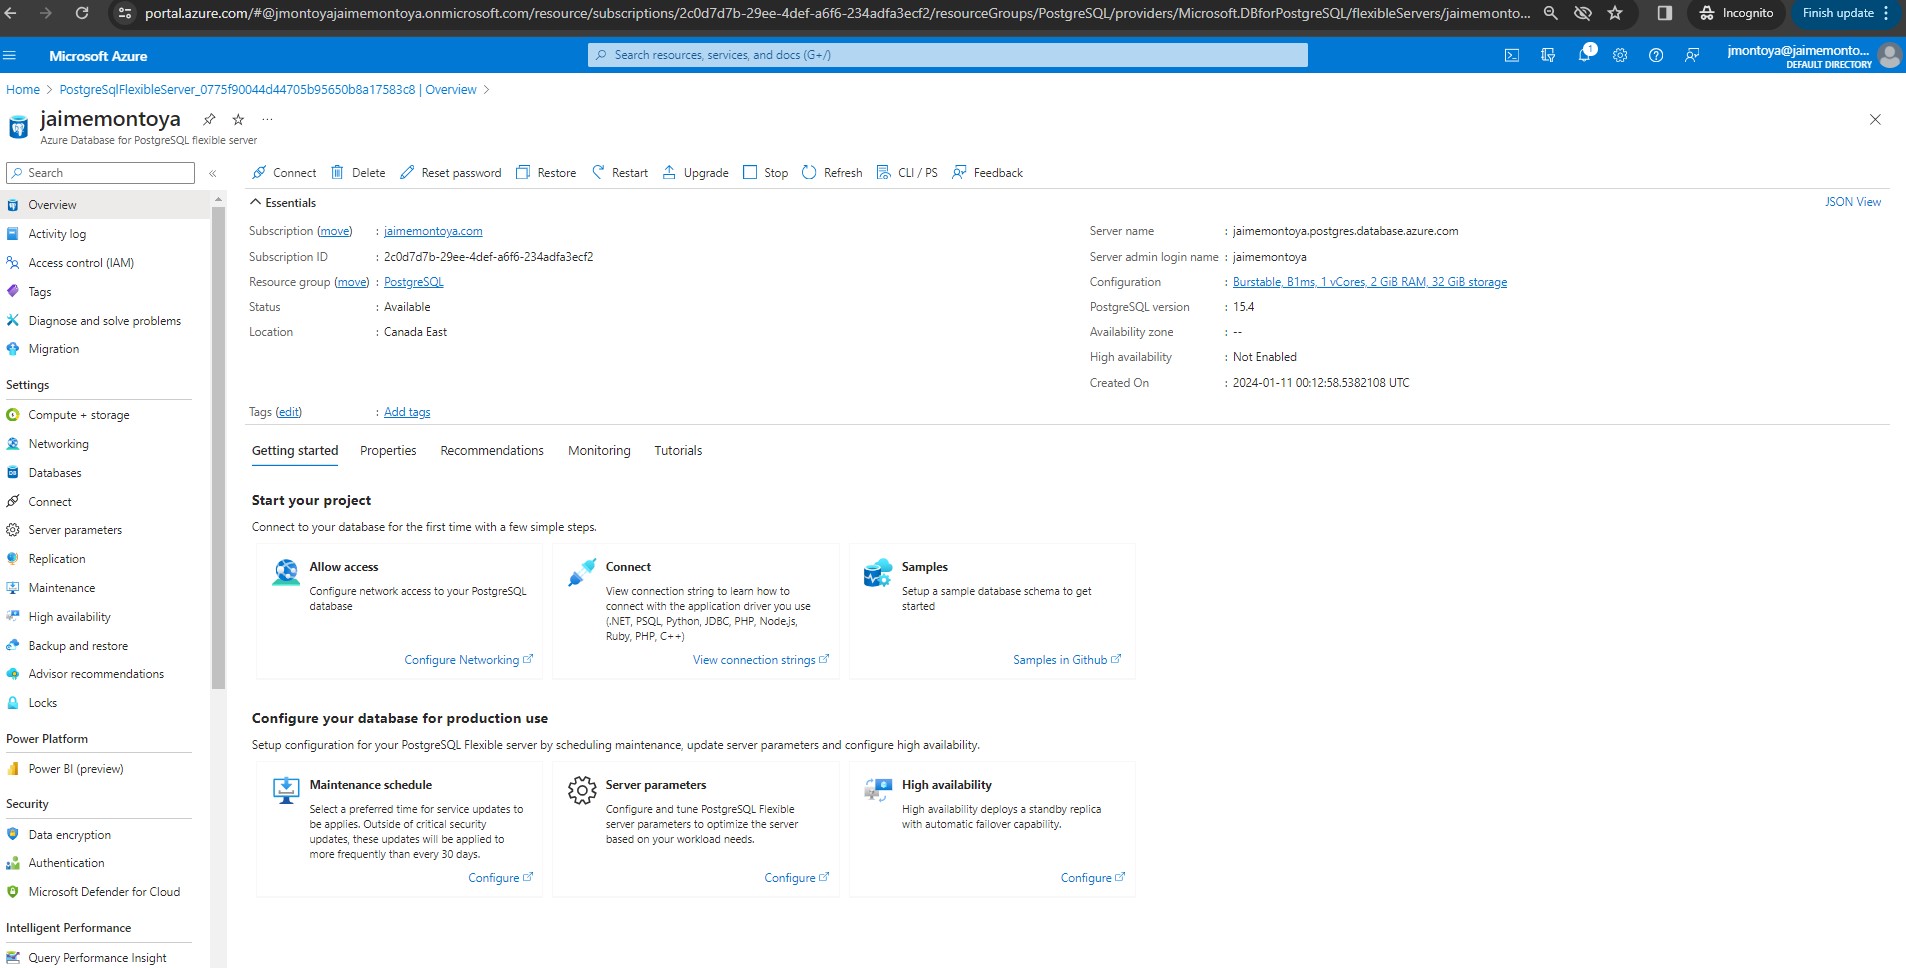 portal.azure.com/#@jmontoyajaimemontoya.onmicrosoft.com/resource/subscriptions/2c0d7d7b-29ee-4def-a6f6-234adfa3ecf2/resourceGroups/PostgreSQL/providers/Microsoft.DBforPostgreSQL/flexibleServers/jaimemonto...
Incognito
Finish update
Microsoft Azure
Search resources, services, and docs (G+/)
1
jmontoya@jaimemonto...
DEFAULT DIRECTORY
Home > PostgreSqlFlexibleServer_0775f90044d44705b95650b8a17583c8 | Overview >
jaimemontoya
Azure Database for PostgreSQL flexible server
Search
Overview
Activity log
Access control (IAM)
Tags
Diagnose and solve problems
Migration
Settings
Compute + storage
Networking
Databases
Connect
Server parameters
Replication
Maintenance
High availability
Backup and restore
Advisor recommendations
Locks
Power Platform
Power BI (preview)
Security
Data encryption
Authentication
Microsoft Defender for Cloud
Intelligent Performance
Query Performance Insight
Connect Delete Reset password Restore Restart Upgrade Stop Refresh CLI / PS Feedback
Essentials
JSON View
Subscription (move) : jaimemontoya.com
Subscription ID : 2c0d7d7b-29ee-4def-a6f6-234adfa3ecf2
Resource group (move) : PostgreSQL
Status : Available
Location : Canada East
Server name : jaimemontoya.postgres.database.azure.com
Server admin login name : jaimemontoya
Configuration : Burstable, B1ms, 1 vCores, 2 GiB RAM, 32 GiB storage
PostgreSQL version : 15.4
Availability zone : --
High availability : Not Enabled
Created On : 2024-01-11 00:12:58.5382108 UTC
Tags (edit) : Add tags
Getting started Properties Recommendations Monitoring Tutorials
Start your project
Connect to your database for the first time with a few simple steps.
Allow access
Configure network access to your PostgreSQL
database
Configure Networking
Connect
View connection string to learn how to
connect with the application driver you use
(.NET, PSQL, Python, JDBC, PHP, Node.js,
Ruby, PHP, C++)
View connection strings
Samples
Setup a sample database schema to get
started
Samples in Github
Configure your database for production use
Setup configuration for your PostgreSQL Flexible server by scheduling maintenance, update server parameters and configure high availability.
Maintenance schedule
Select a preferred time for service updates to
be applies. Outside of critical security
updates, these updates will be applied to
more frequently than every 30 days.
Configure
Server parameters
Configure and tune PostgreSQL Flexible
server parameters to optimize the server
based on your workload needs.
Configure
High availability
High availability deploys a standby replica
with automatic failover capability.
Configure